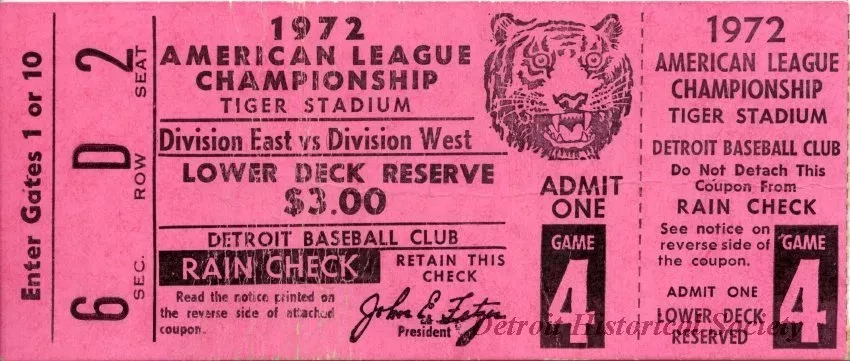 Enter Gates 1 or 10
6 SEC. D ROW 2 SEAT
1972
AMERICAN LEAGUE
CHAMPIONSHIP
TIGER STADIUM
Division East vs Division West
LOWER DECK RESERVE
$3.00
DETROIT BASEBALL CLUB
RAIN CHECK
RETAIN THIS
CHECK
Read the notice printed on
the reverse side of attached
coupon.
John E. Fetzer
President
ADMIT
ONE
GAME
4
1972
AMERICAN LEAGUE
CHAMPIONSHIP
TIGER STADIUM
DETROIT BASEBALL CLUB
Do Not Detach This
Coupon From
RAIN CHECK
See notice on
reverse side of
the coupon.
ADMIT ONE
LOWER DECK
RESERVED
GAME
4
Detroit Historical Society